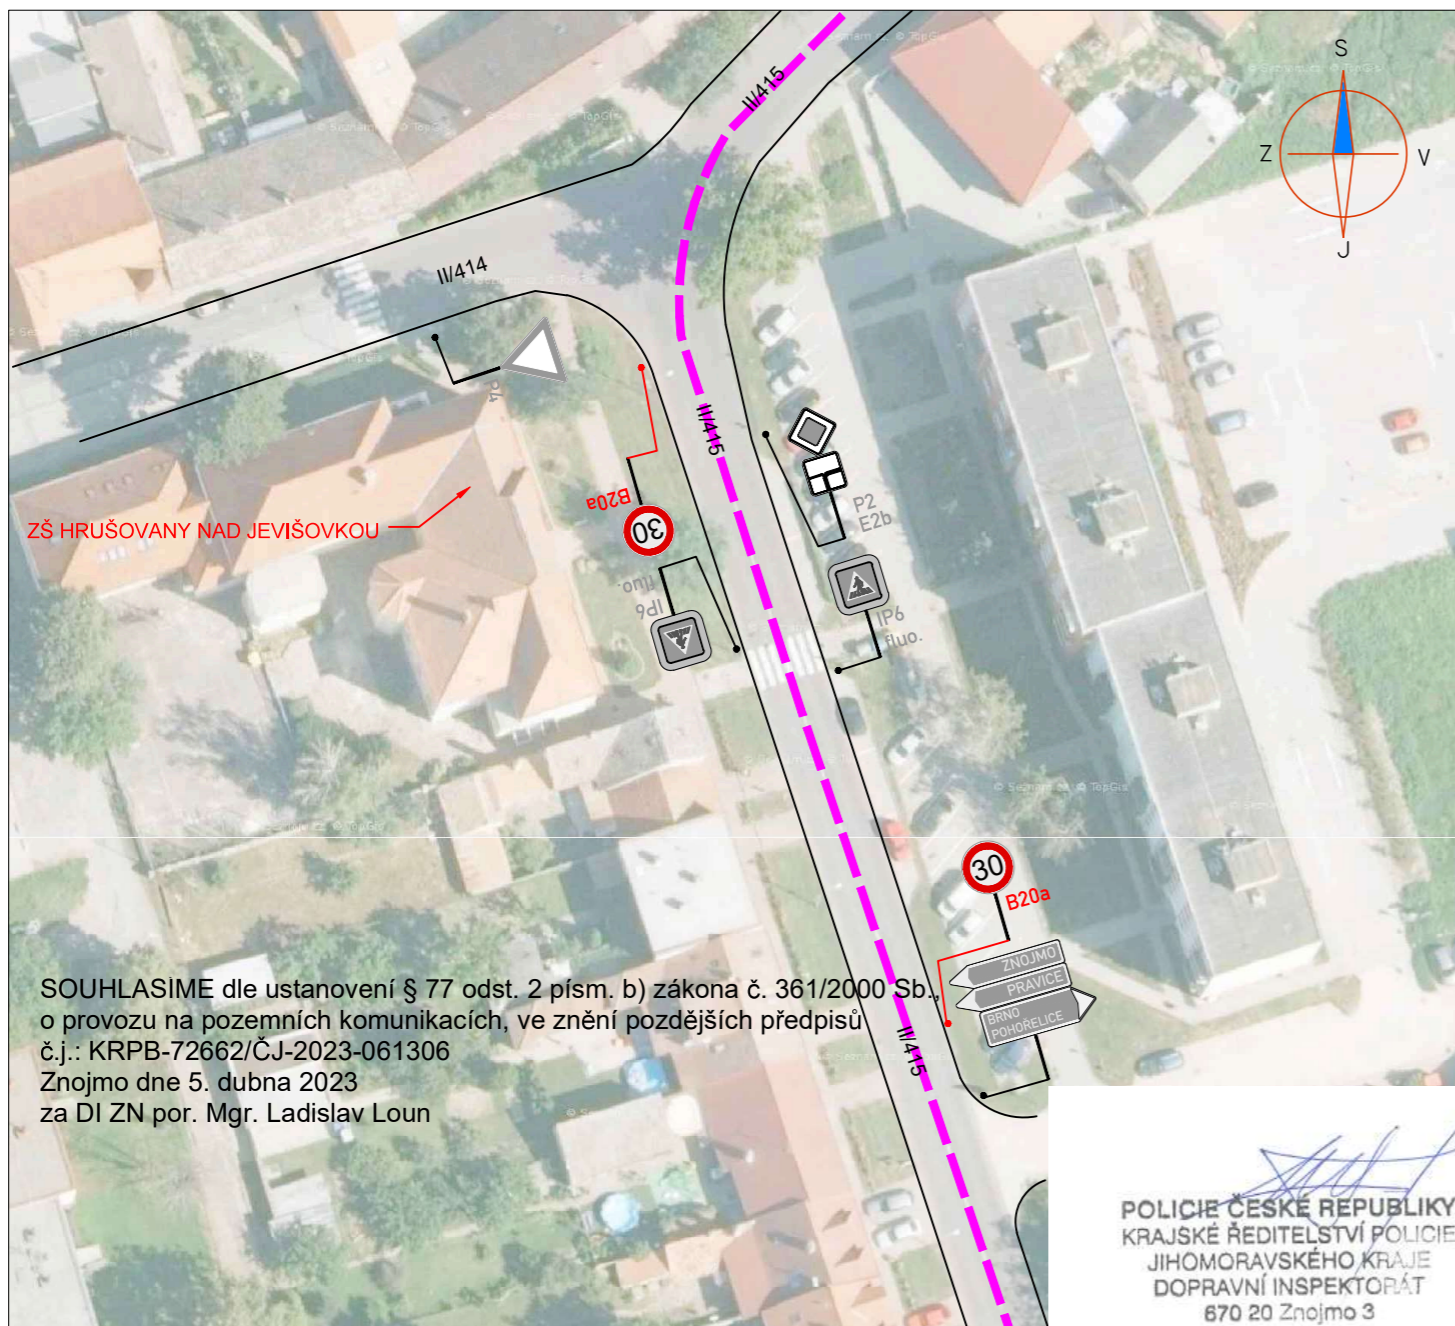 S
Z
V
J
II/415
II/414
P4
II/415
B20a
30
P2
E2b
ZŠ HRUŠOVANY NAD JEVIŠOVKOU
IP6
fluo.
IP6
fluo.
30
B20a
ZNOJMO
PRAVICE
BRNO
POHOŘELICE
II/415
SOUHLASÍME dle ustanovení § 77 odst. 2 písm. b) zákona č. 361/2000 Sb.,
o provozu na pozemních komunikacích, ve znění pozdějších předpisů
č.j.: KRPB-72662/ČJ-2023-061306
Znojmo dne 5. dubna 2023
za DI ZN por. Mgr. Ladislav Loun
POLICIE ČESKÉ REPUBLIKY
KRAJSKÉ ŘEDITELSTVÍ POLICIE
JIHOMORAVSKÉHO KRAJE
DOPRAVNÍ INSPEKTORÁT
670 20 Znojmo 3